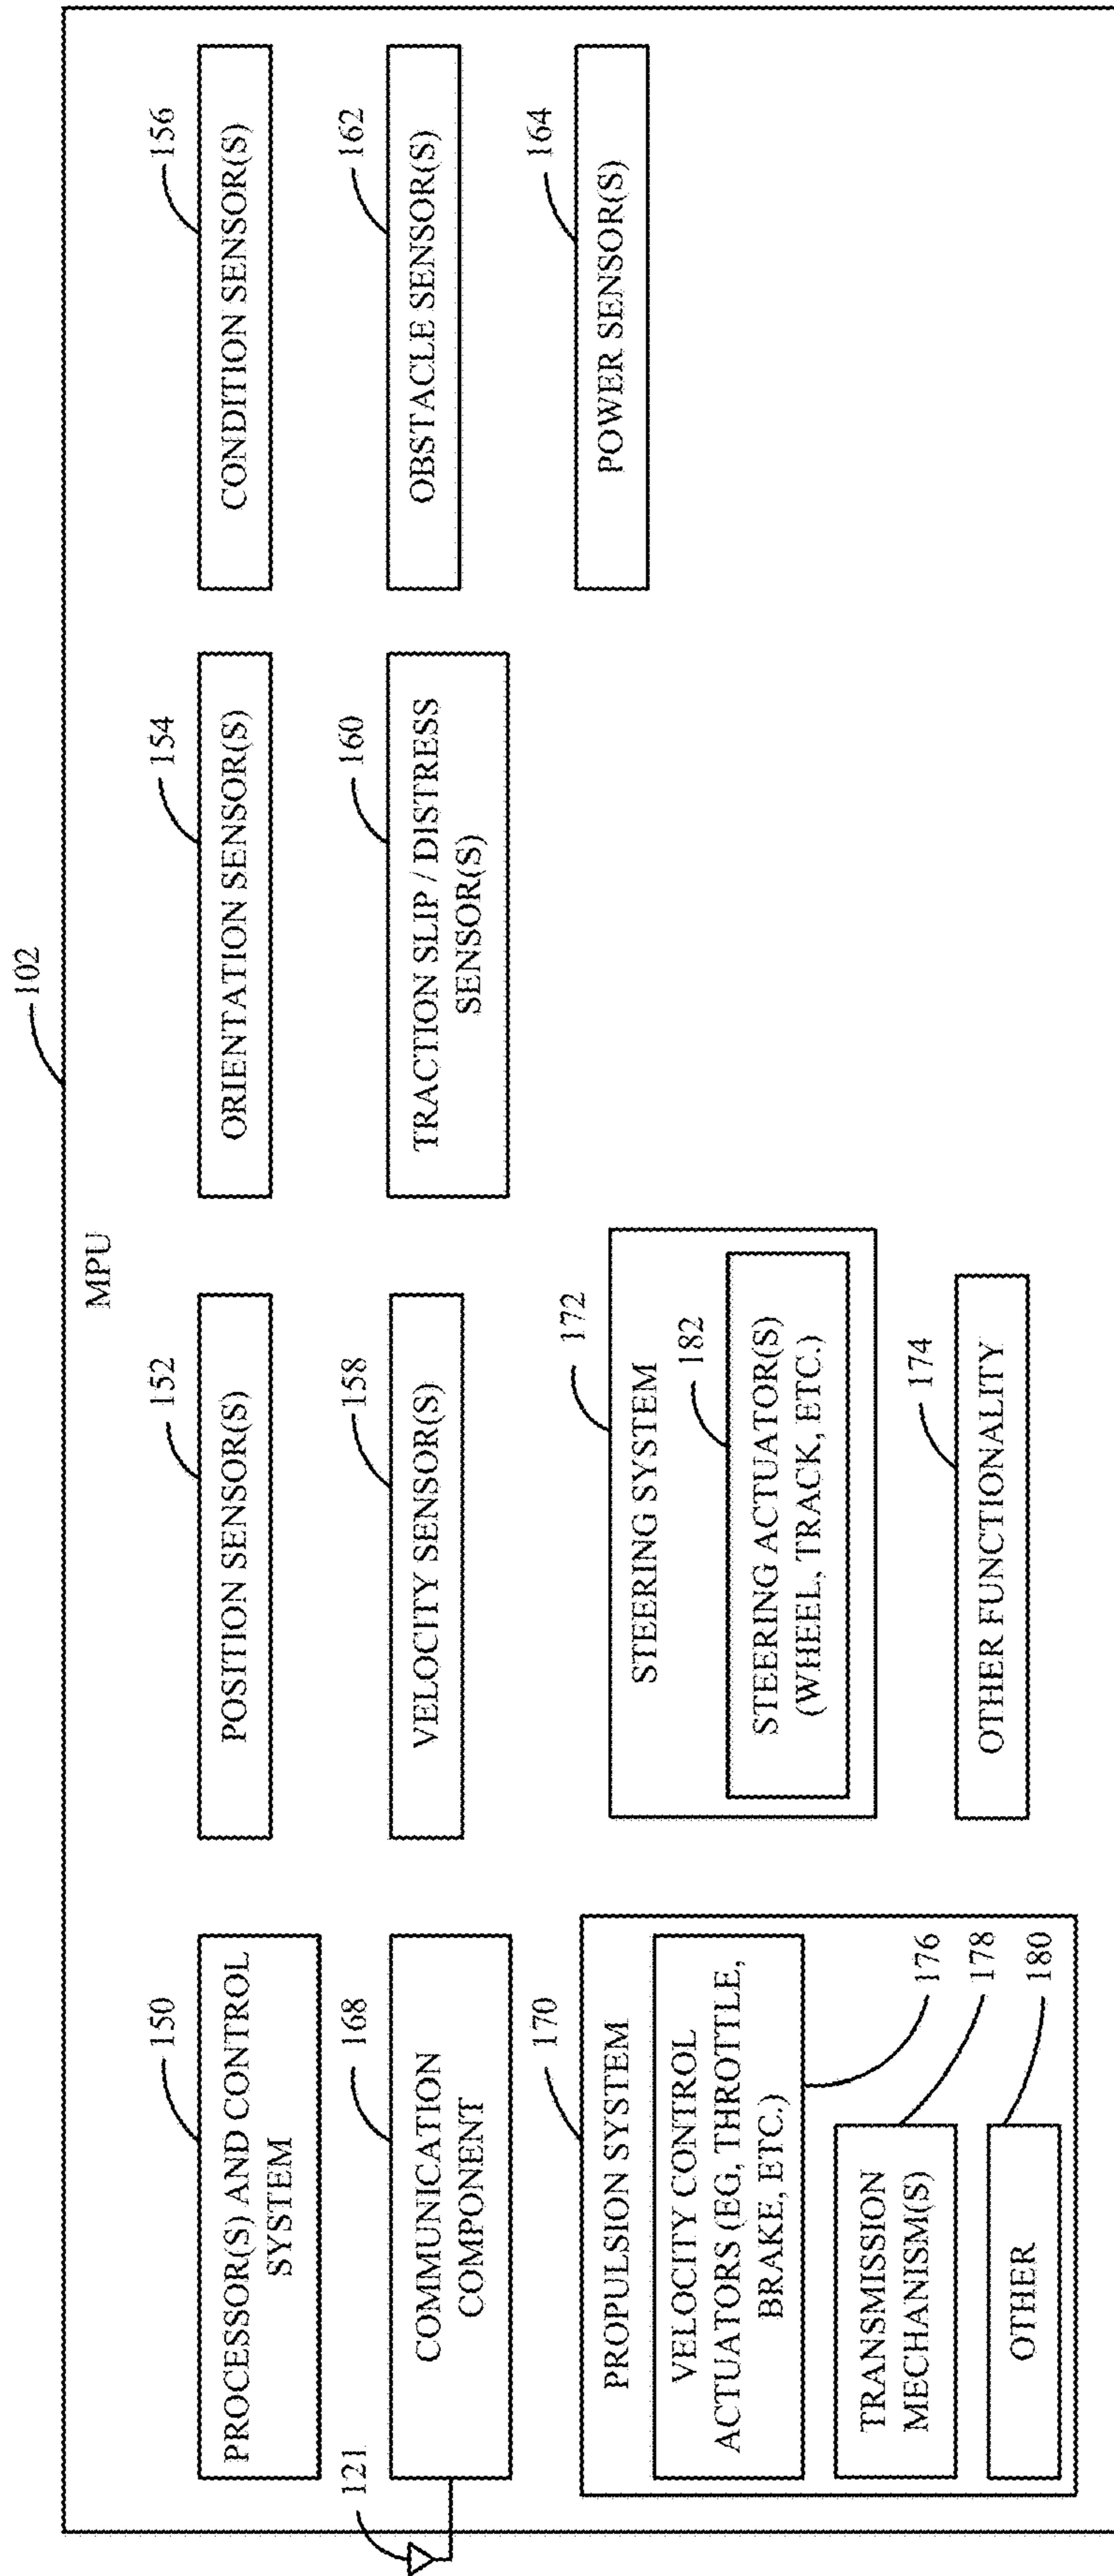 102
MPU
150
PROCESSOR(S) AND CONTROL
SYSTEM
152
POSITION SENSOR(S)
154
ORIENTATION SENSOR(S)
156
CONDITION SENSOR(S)
121
168
COMMUNICATION
COMPONENT
158
VELOCITY SENSOR(S)
160
TRACTION SLIP / DISTRESS
SENSOR(S)
162
OBSTACLE SENSOR(S)
164
POWER SENSOR(S)
170
PROPULSION SYSTEM
VELOCITY CONTROL
ACTUATORS (EG, THROTTLE,
BRAKE, ETC.)
176
TRANSMISSION
MECHANISM(S)
178
OTHER
180
172
STEERING SYSTEM
182
STEERING ACTUATOR(S)
(WHEEL, TRACK, ETC.)
174
OTHER FUNCTIONALITY